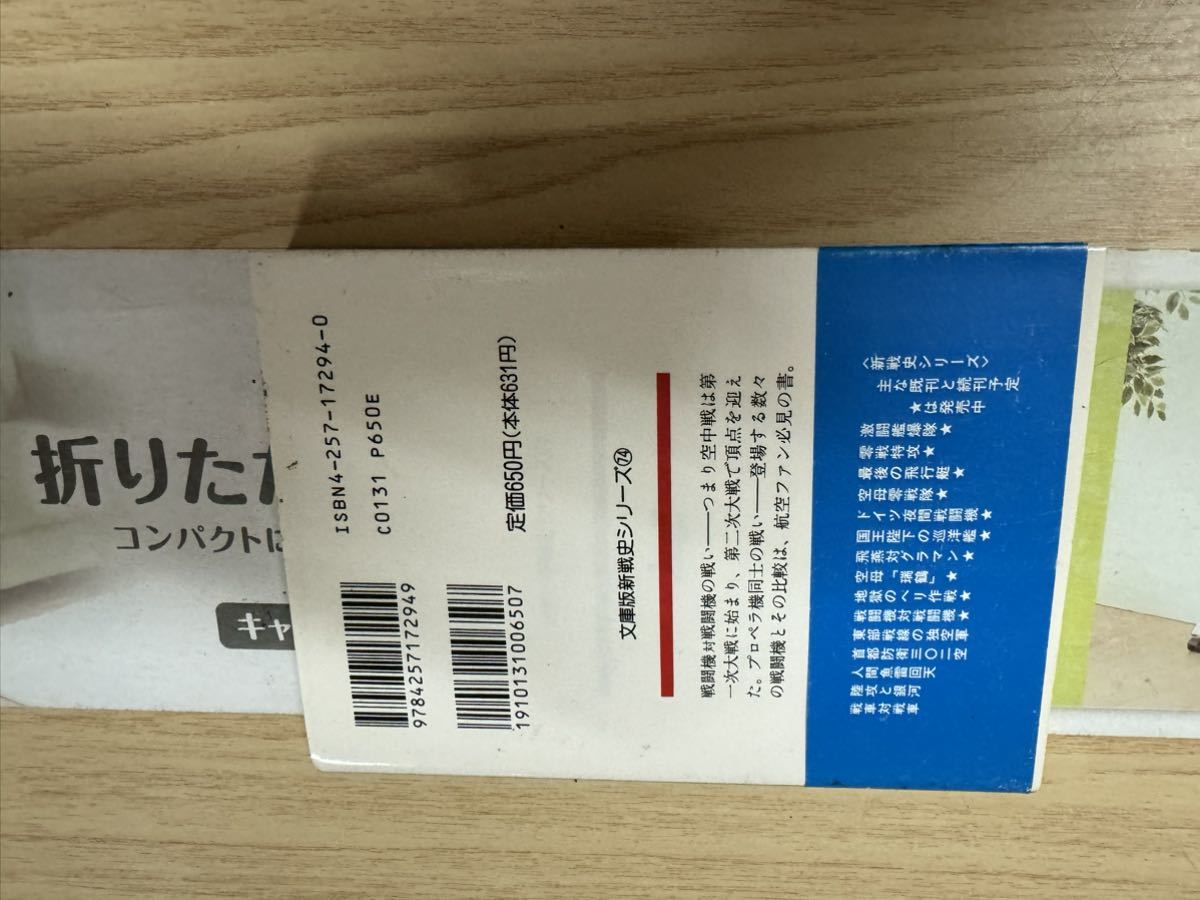 折りた
コンパクトに
キャ
ISBN4-257-17294-0
C0131 P650E
定価650円(本体631円)
9784257172949
1910131006507
文庫版新戦史シリーズ74
戦闘機対戦闘機の戦い——つまり空中戦は第
一次大戦に始まり、第二次大戦で頂点を迎え
た。プロペラ機同士の戦い——登場する数々
の戦闘機とその比較は、航空ファン必見の書。
〈新戦史シリーズ〉
主な既刊と続刊予定
★は発売中
激闘艦爆隊★
零戦特攻★
最後の飛行艇★
空母零戦隊★
ドイツ夜間戦闘機★
国王陛下の巡洋艦★
飛燕対グラマン★
空母「瑞鶴」★
地獄のヘリ作戦★
戦闘機対戦闘機★
東部戦線の独空軍
首都防衛三〇二空
人間魚雷回天
陸攻と銀河
戦車対戦車